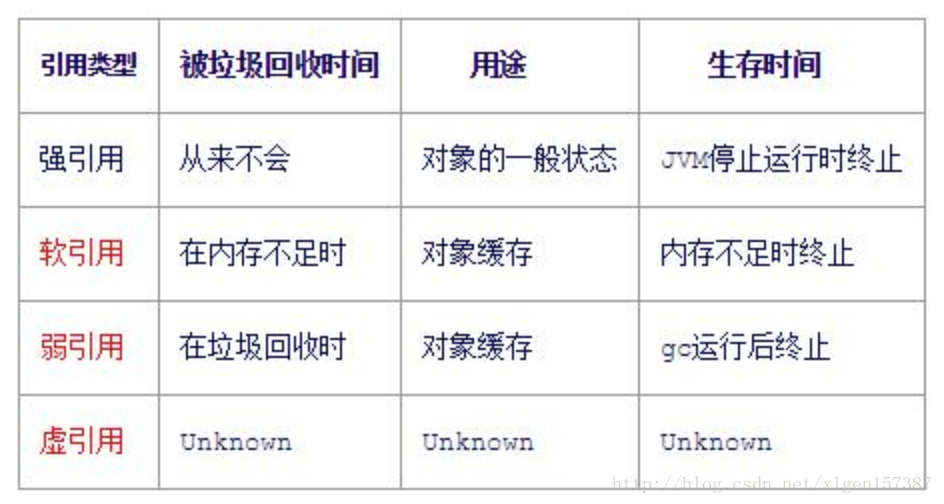 引用类型 被垃圾回收时间 用途 生存时间
强引用 从来不会 对象的一般状态 JVM停止运行时终止
软引用 在内存不足时 对象缓存 内存不足时终止
弱引用 在垃圾回收时 对象缓存 gc运行后终止
虚引用 Unknown Unknown Unknown
http://blog.csdn.net/xlgen157387